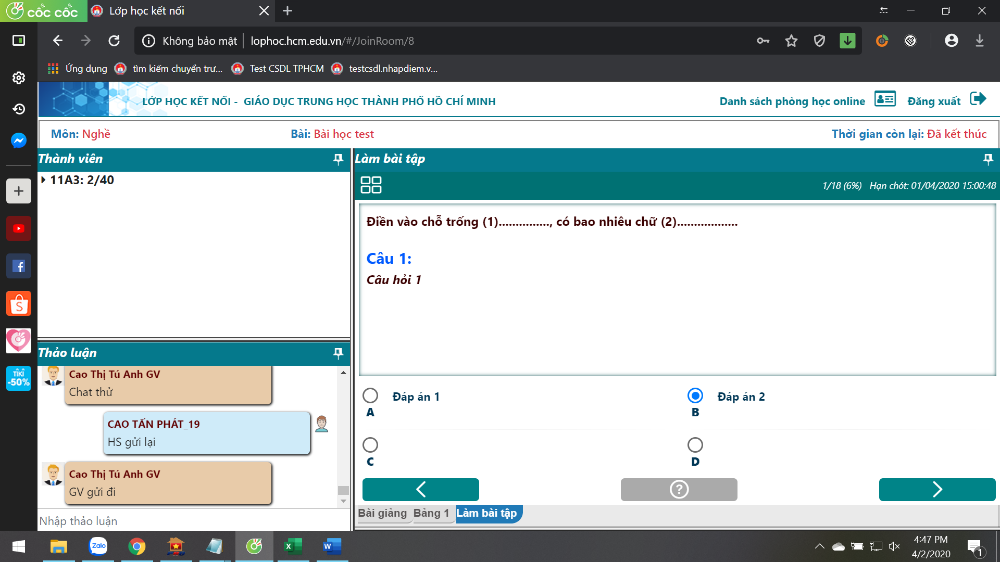 cốc cốc
Lớp học kết nối
Không bảo mật
lophoc.hcm.edu.vn/#/JoinRoom/8
Ứng dụng
tìm kiếm chuyển trư...
Test CSDL TPHCM
testcsdl.nhapdiem.v...
LỚP HỌC KẾT NỐI - GIÁO DỤC TRUNG HỌC THÀNH PHỐ HỒ CHÍ MINH
Danh sách phòng học online
Đăng xuất
Môn: Nghề
Bài: Bài học test
Thời gian còn lại: Đã kết thúc
Thành viên
11A3: 2/40
Thảo luận
Cao Thị Tú Anh GV
Chat thử
CAO TẤN PHÁT_19
HS gửi lại
Cao Thị Tú Anh GV
GV gửi đi
Nhập thảo luận
Làm bài tập
1/18 (6%) Hạn chót: 01/04/2020 15:00:48
Điền vào chỗ trống (1)..............., có bao nhiêu chữ (2)..................
Câu 1:
Câu hỏi 1
Đáp án 1
A
Đáp án 2
B
C
D
?
Bài giảng
Bảng 1
Làm bài tập
TIKI
-50%
Zalo
4:47 PM
4/2/2020
1